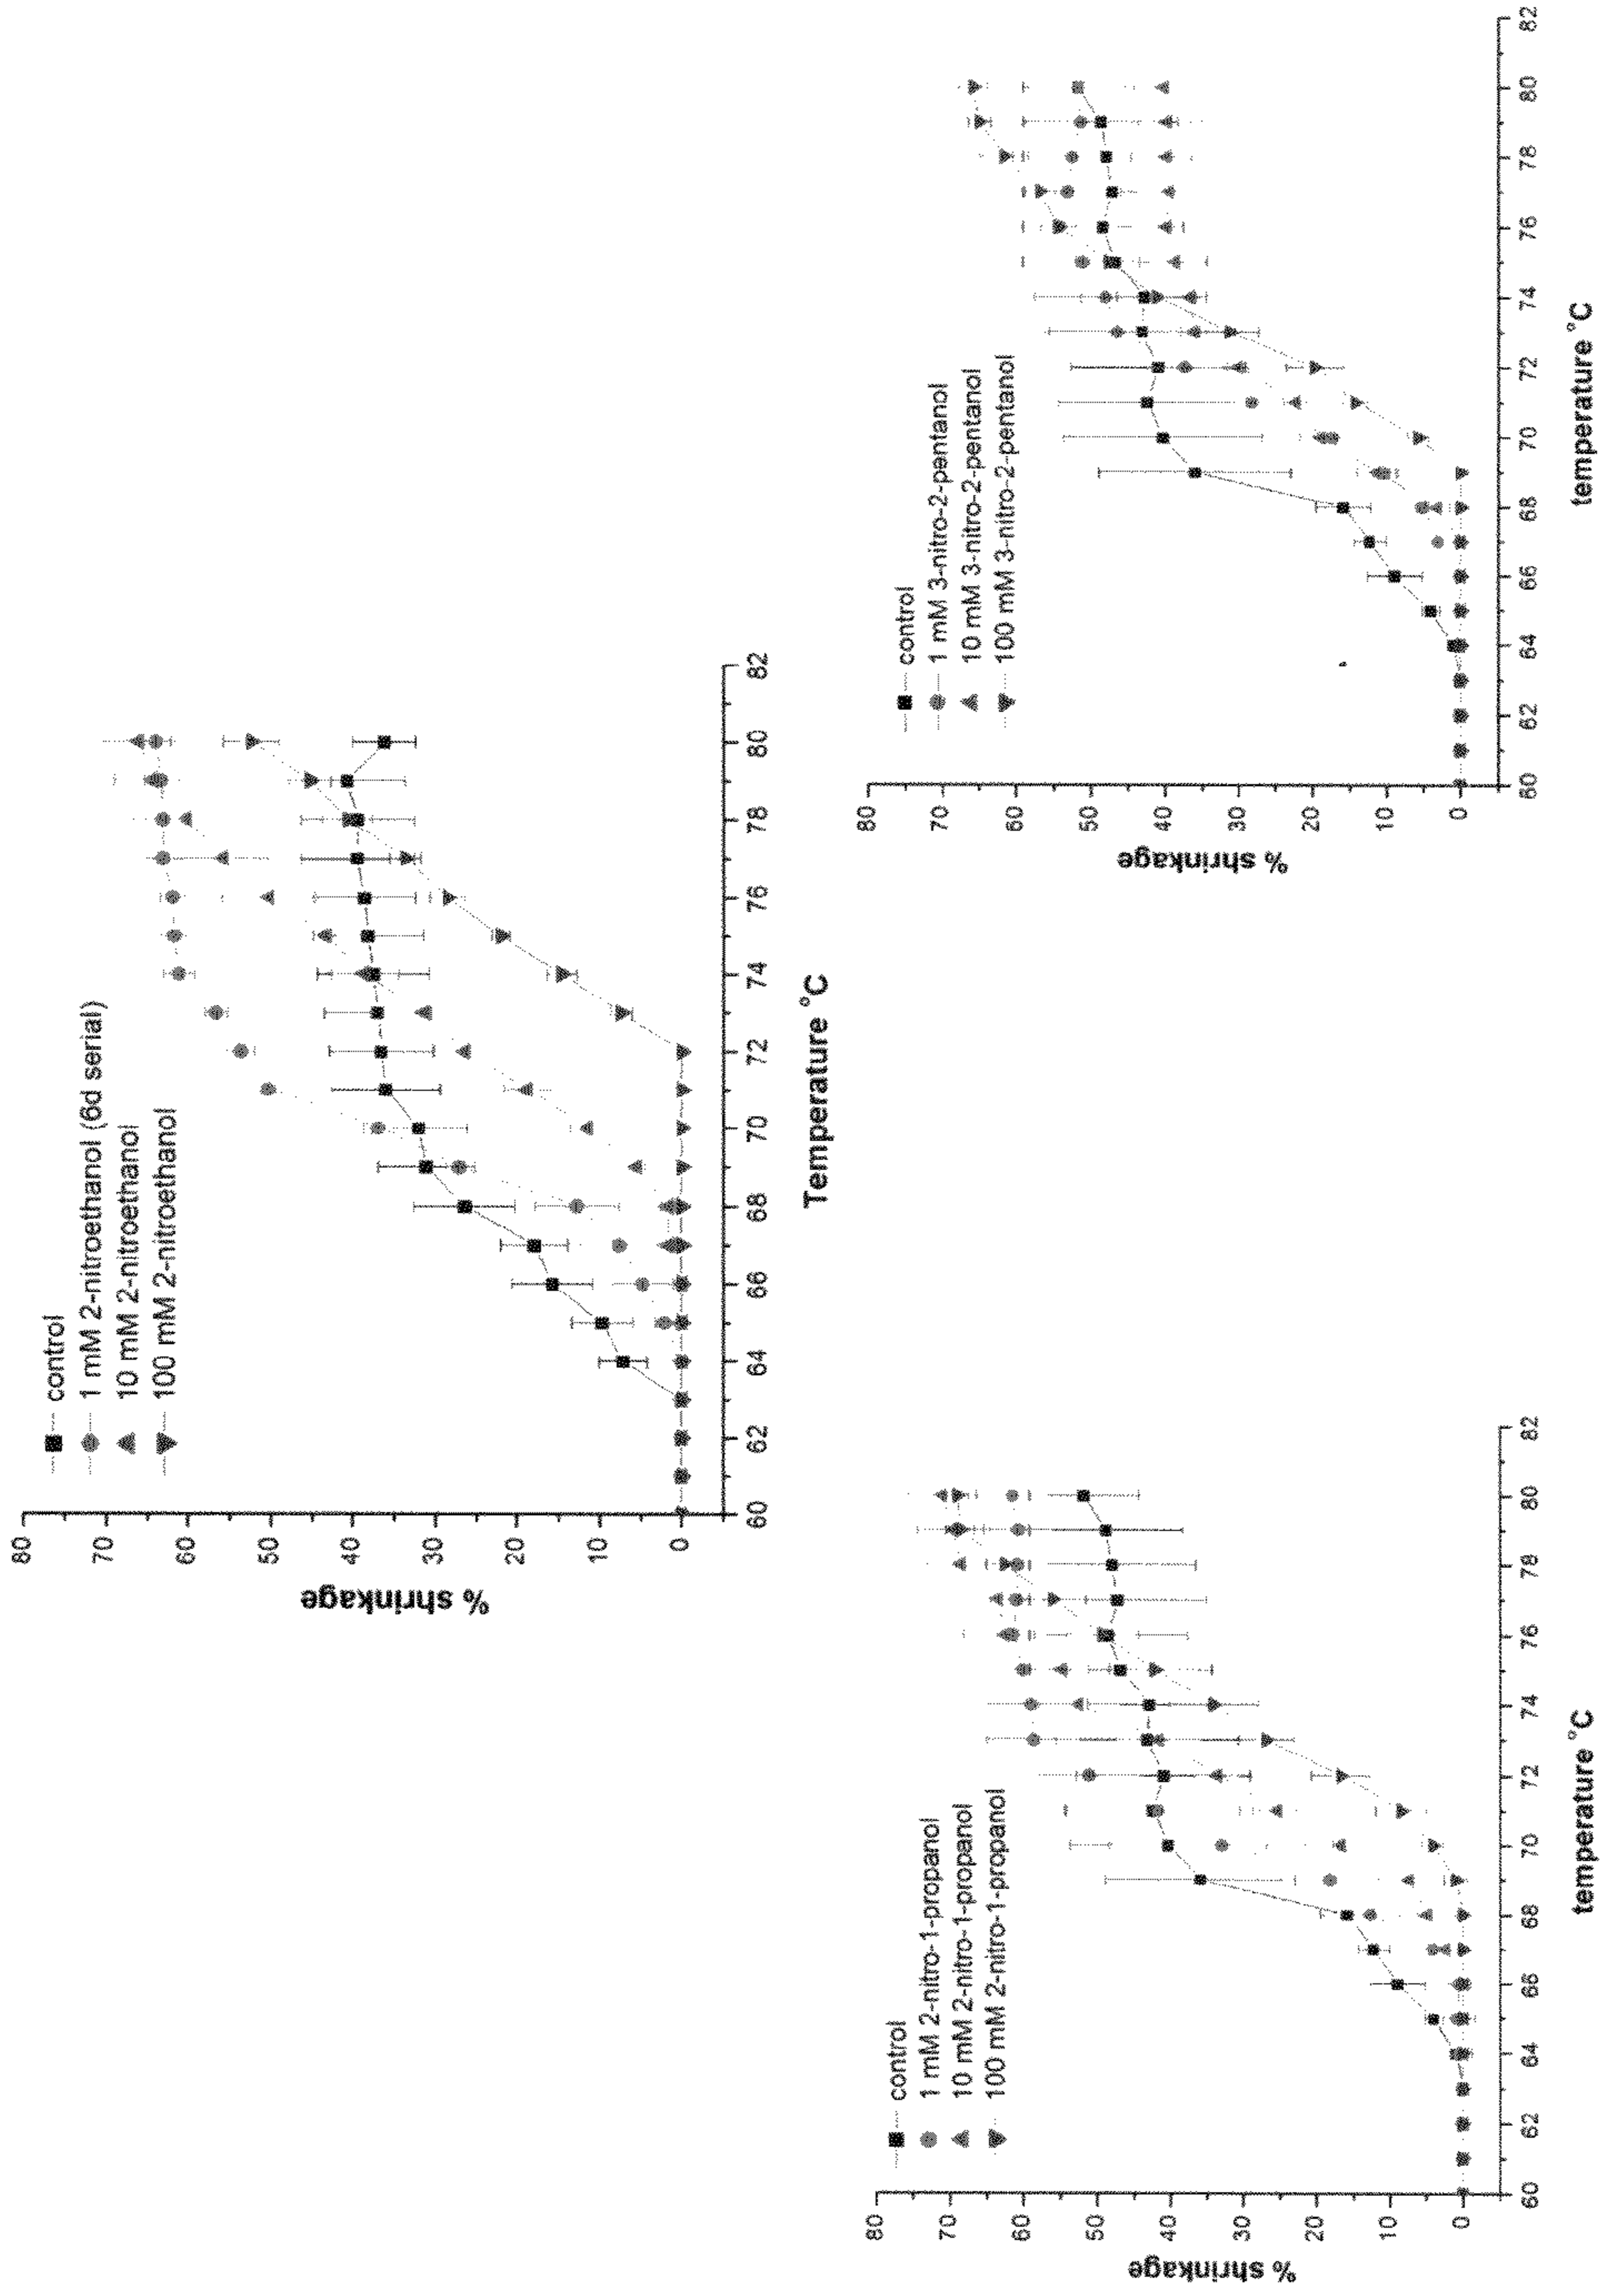 control
1 mM 2-nitroethanol (6d serial)
10 mM 2-nitroethanol
100 mM 2-nitroethanol
% shrinkage
80
70
60
50
40
30
20
10
0
60 62 64 66 68 70 72 74 76 78 80 82
Temperature °C
control
1 mM 2-nitro-1-propanol
10 mM 2-nitro-1-propanol
100 mM 2-nitro-1-propanol
% shrinkage
80
70
60
50
40
30
20
10
0
60 62 64 66 68 70 72 74 76 78 80 82
temperature °C
control
1 mM 3-nitro-2-pentanol
10 mM 3-nitro-2-pentanol
100 mM 3-nitro-2-pentanol
% shrinkage
80
70
60
50
40
30
20
10
0
60 62 64 66 68 70 72 74 76 78 80 82
temperature °C